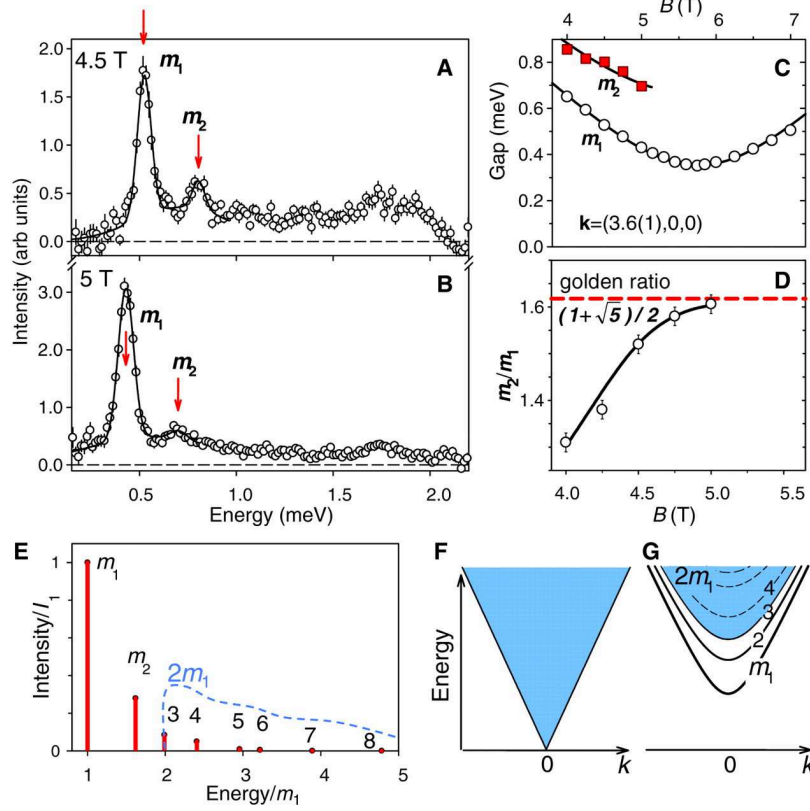 4.5 T
A
m1
m2
2.0
1.5
1.0
0.5
0.0
Intensity (arb units)
5 T
B
m1
m2
3.0
2.0
1.0
0.0
0.5
1.0
1.5
2.0
Energy (meV)
B (T)
4
5
6
7
C
0.8
0.6
0.4
0.2
0.0
Gap (meV)
m2
m1
k=(3.6(1),0,0)
D
golden ratio
(1+√5)/2
1.6
1.4
m2/m1
4.0
4.5
5.0
5.5
B (T)
E
1
0
Intensity/I1
m1
m2
2m1
3
4
5
6
7
8
1
2
3
4
5
Energy/m1
F
Energy
0
k
G
2m1
4
3
2
m1
0
k